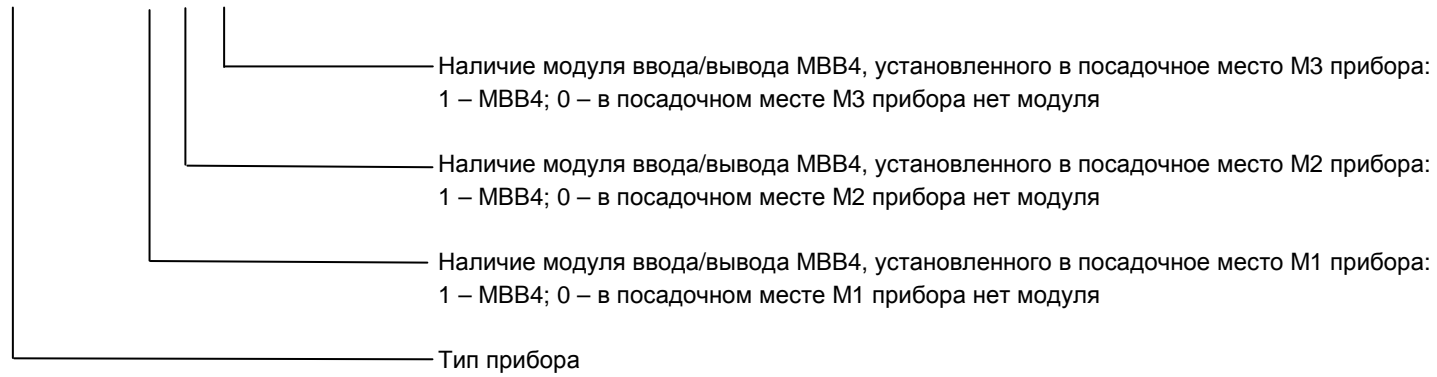 Наличие модуля ввода/вывода МВВ4, установленного в посадочное место М3 прибора:
1 – МВВ4; 0 – в посадочном месте М3 прибора нет модуля
Наличие модуля ввода/вывода МВВ4, установленного в посадочное место М2 прибора:
1 – МВВ4; 0 – в посадочном месте М2 прибора нет модуля
Наличие модуля ввода/вывода МВВ4, установленного в посадочное место М1 прибора:
1 – МВВ4; 0 – в посадочном месте М1 прибора нет модуля
Тип прибора